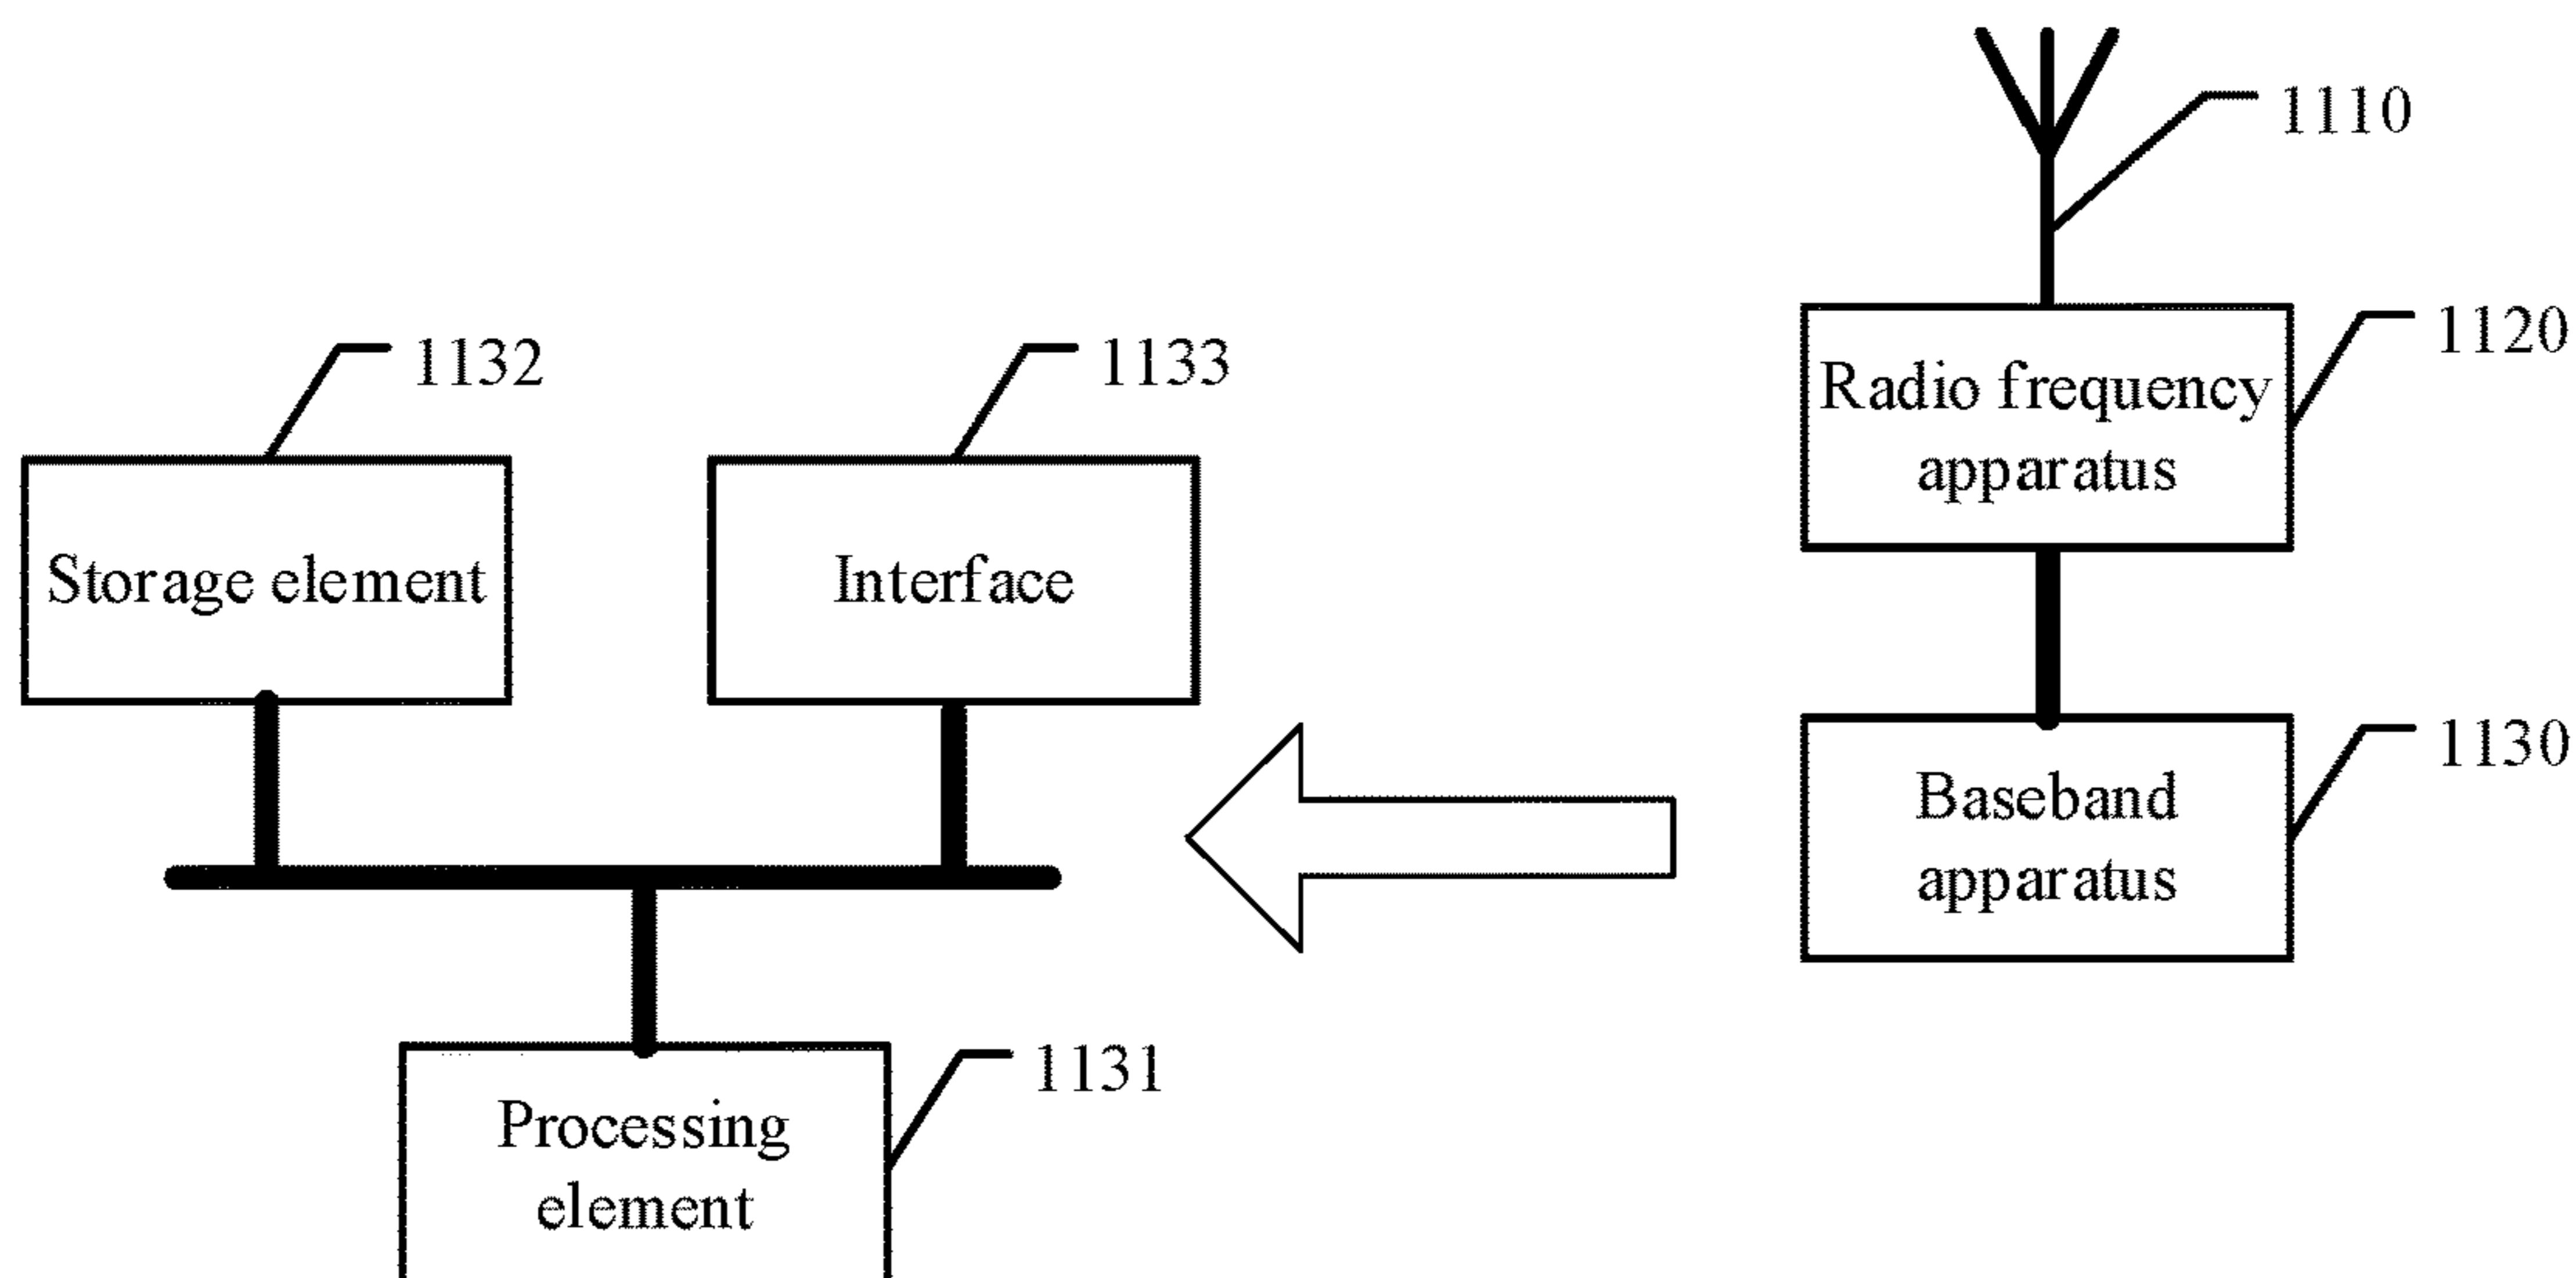 1110
1120
Radio frequency
apparatus
1132
1133
Storage element
Interface
1130
Baseband
apparatus
1131
Processing
element